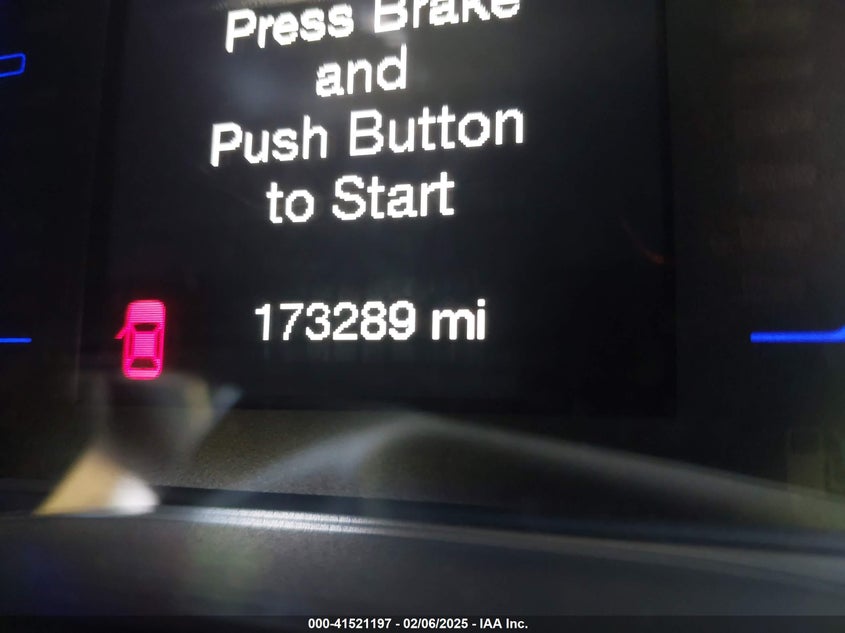 Press Brake
and
Push Button
to Start
173289 mi
000-41521197 - 02/06/2025 - IAA Inc.